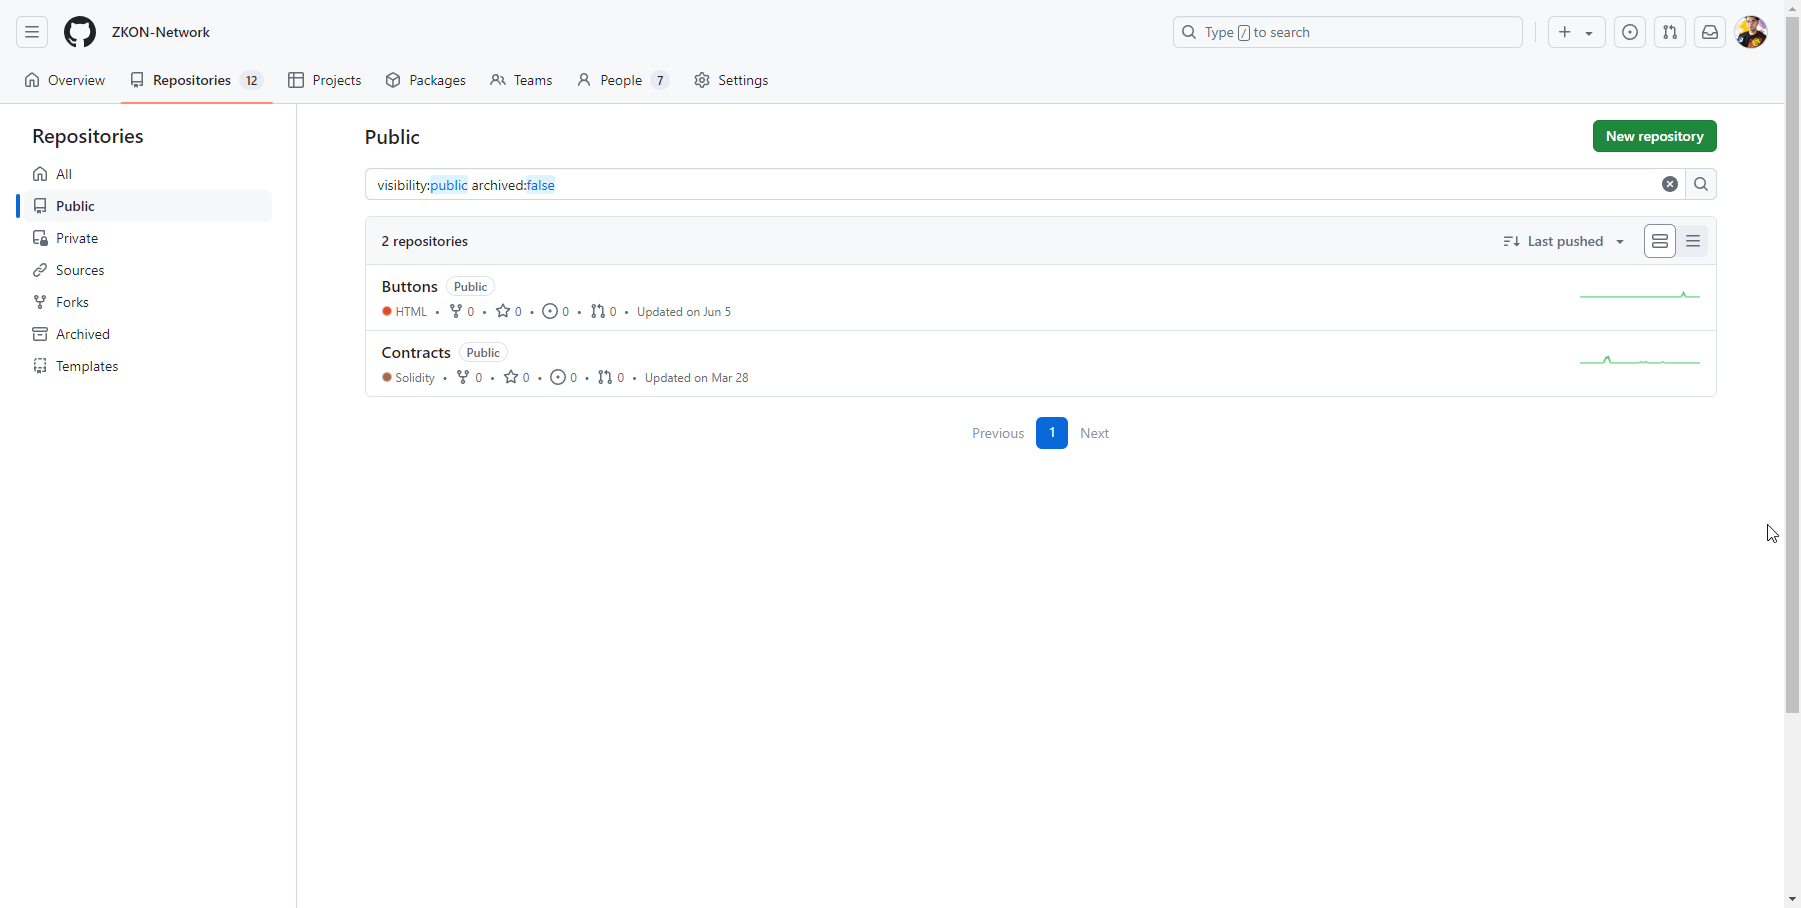 ZKON-Network
Type / to search
Overview
Repositories 12
Projects
Packages
Teams
People 7
Settings
Repositories
All
Public
Private
Sources
Forks
Archived
Templates
Public
New repository
visibility:public archived:false
2 repositories
Last pushed
Buttons Public
HTML • 0 • 0 • 0 • 0 • Updated on Jun 5
Contracts Public
Solidity • 0 • 0 • 0 • 0 • Updated on Mar 28
Previous 1 Next